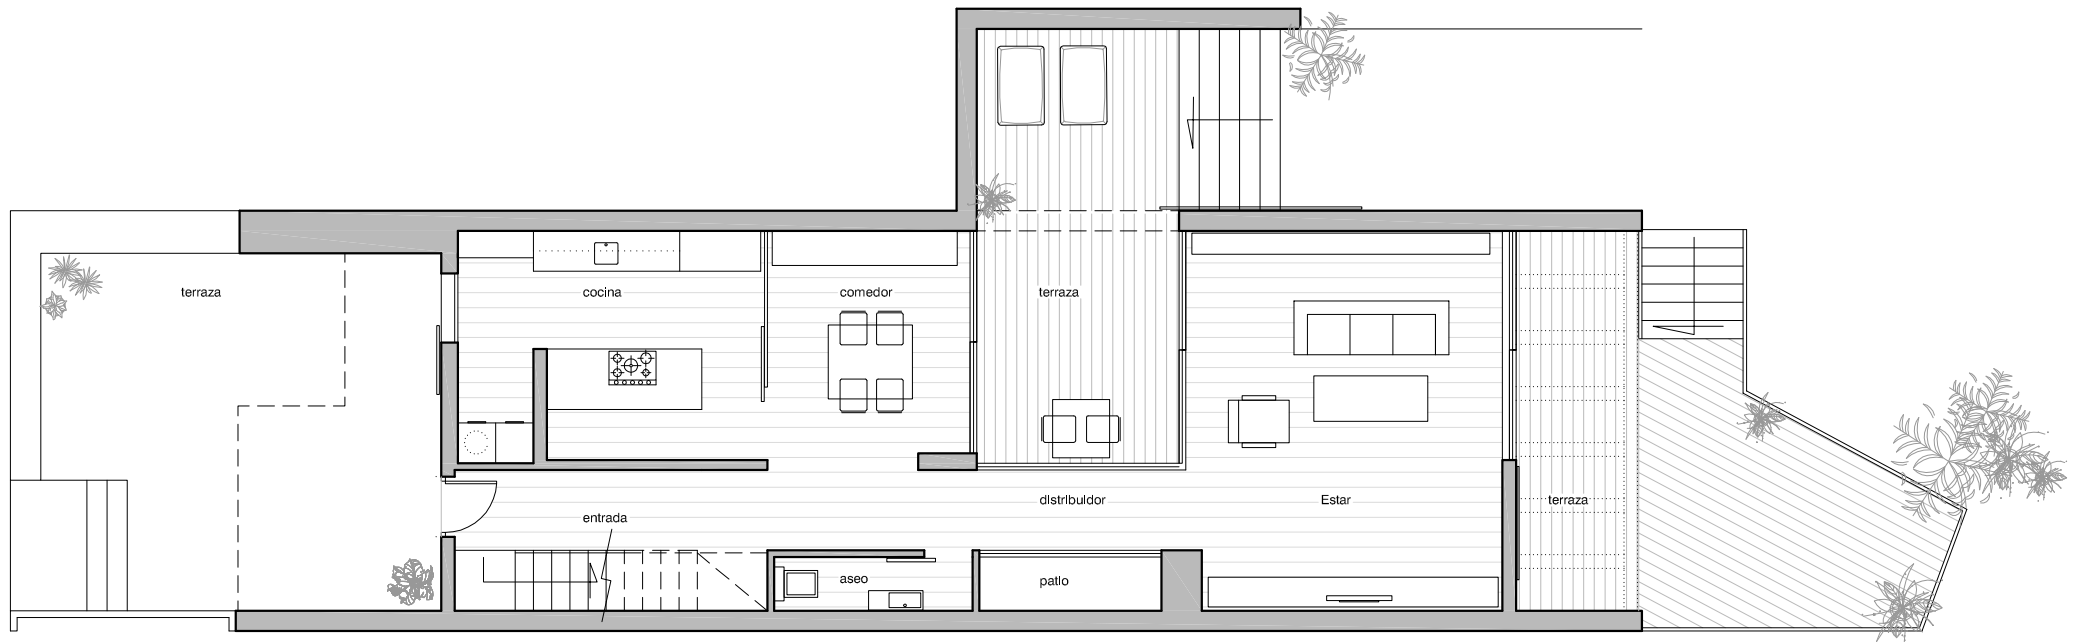 terraza
cocina
comedor
terraza
distribuidor
Estar
terraza
entrada
aseo
patio